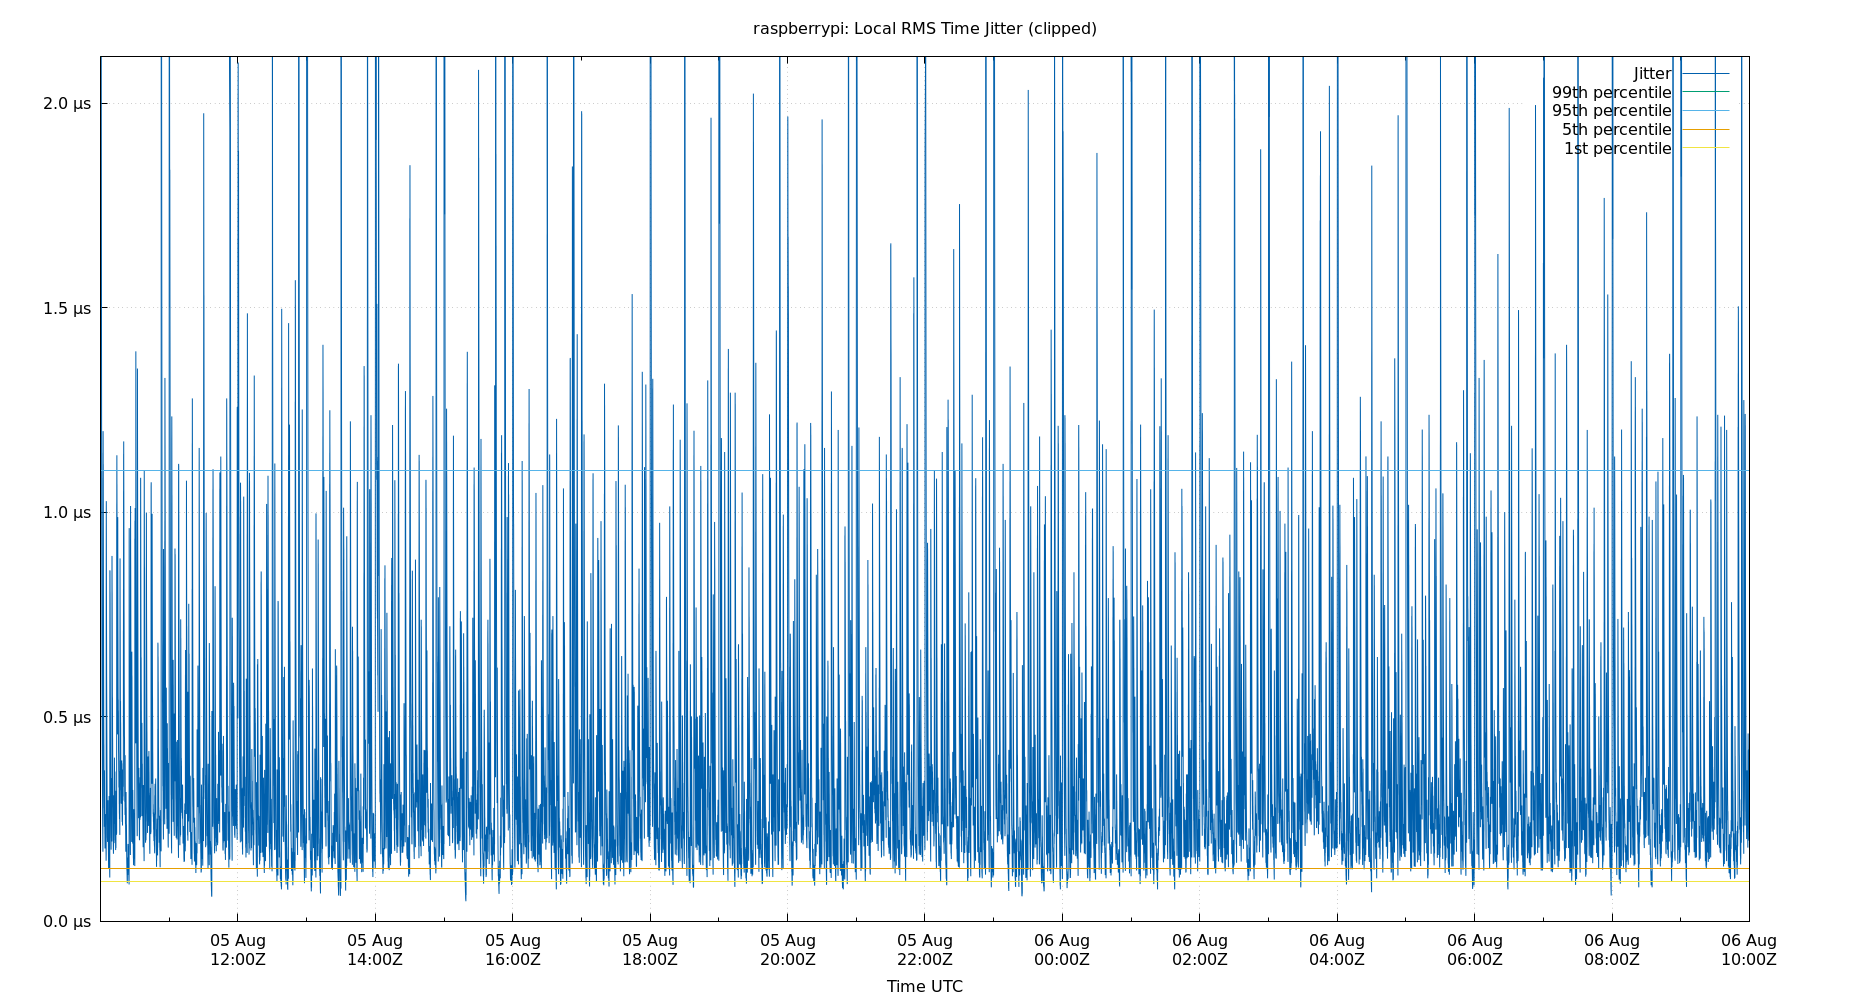 raspberrypi: Local RMS Time Jitter (clipped)
Jitter
99th percentile
95th percentile
5th percentile
1st percentile
2.0 µs
1.5 µs
1.0 µs
0.5 µs
0.0 µs
05 Aug 05 Aug 05 Aug 05 Aug 05 Aug 05 Aug 06 Aug 06 Aug 06 Aug 06 Aug 06 Aug 06 Aug
12:00Z 14:00Z 16:00Z 18:00Z 20:00Z 22:00Z 00:00Z 02:00Z 04:00Z 06:00Z 08:00Z 10:00Z
Time UTC